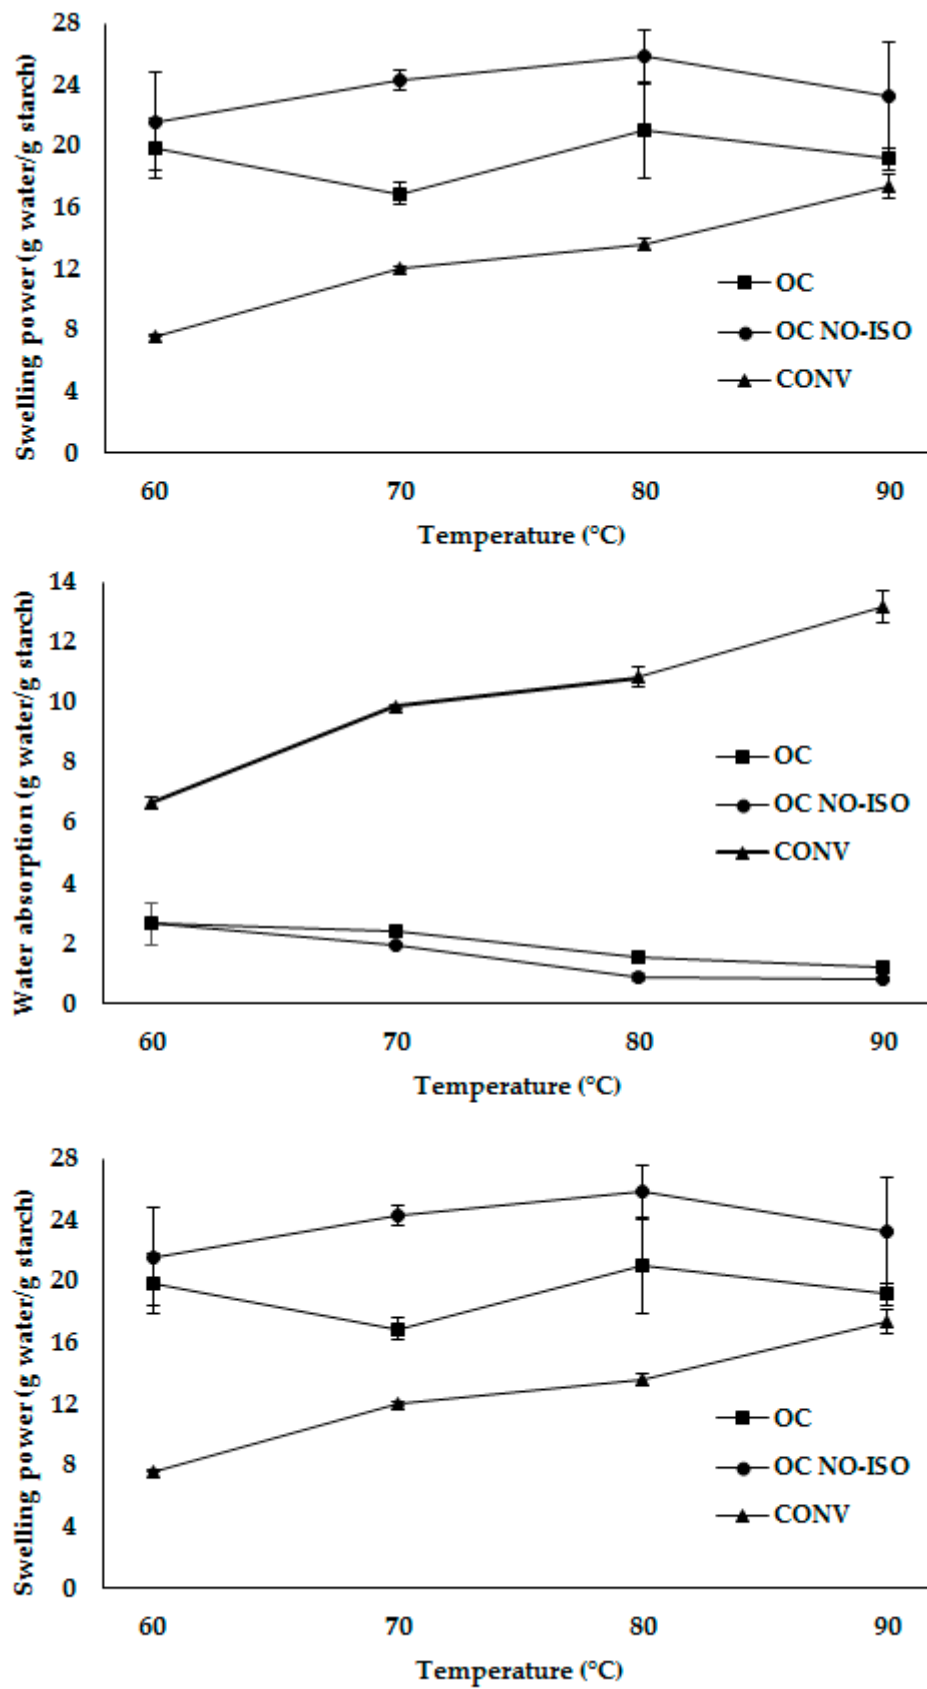 Swelling power (g water/g starch)
28
24
20
16
12
8
4
0
OC
OC NO-ISO
CONV
60 70 80 90
Temperature (°C)
Water absorption (g water/g starch)
14
12
10
8
6
4
2
0
OC
OC NO-ISO
CONV
60 70 80 90
Temperature (°C)
Swelling power (g water/g starch)
28
24
20
16
12
8
4
0
OC
OC NO-ISO
CONV
60 70 80 90
Temperature (°C)